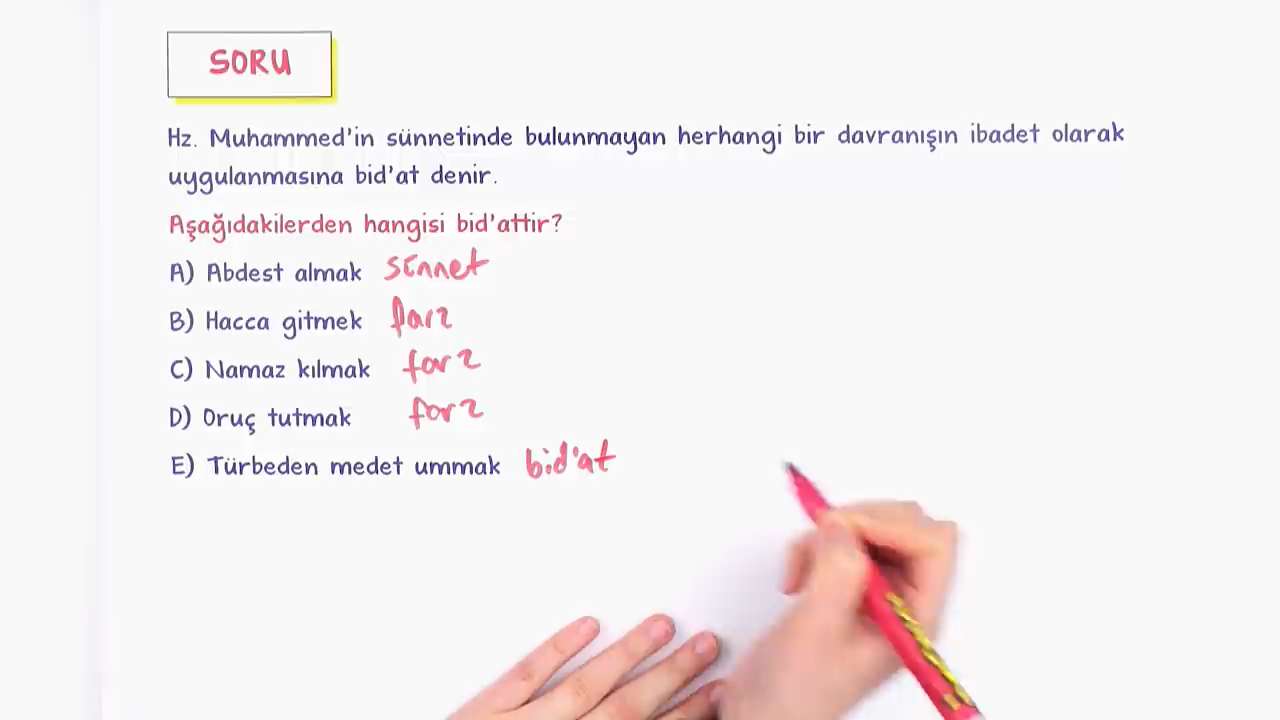 SORU
Hz. Muhammed'in sünnetinde bulunmayan herhangi bir davranışın ibadet olarak
uygulanmasına bid'at denir.
Aşağıdakilerden hangisi bid'attir?
A) Abdest almak sünnet
B) Hacca gitmek farz
C) Namaz kılmak farz
D) Oruç tutmak farz
E) Türbeden medet ummak bid'at